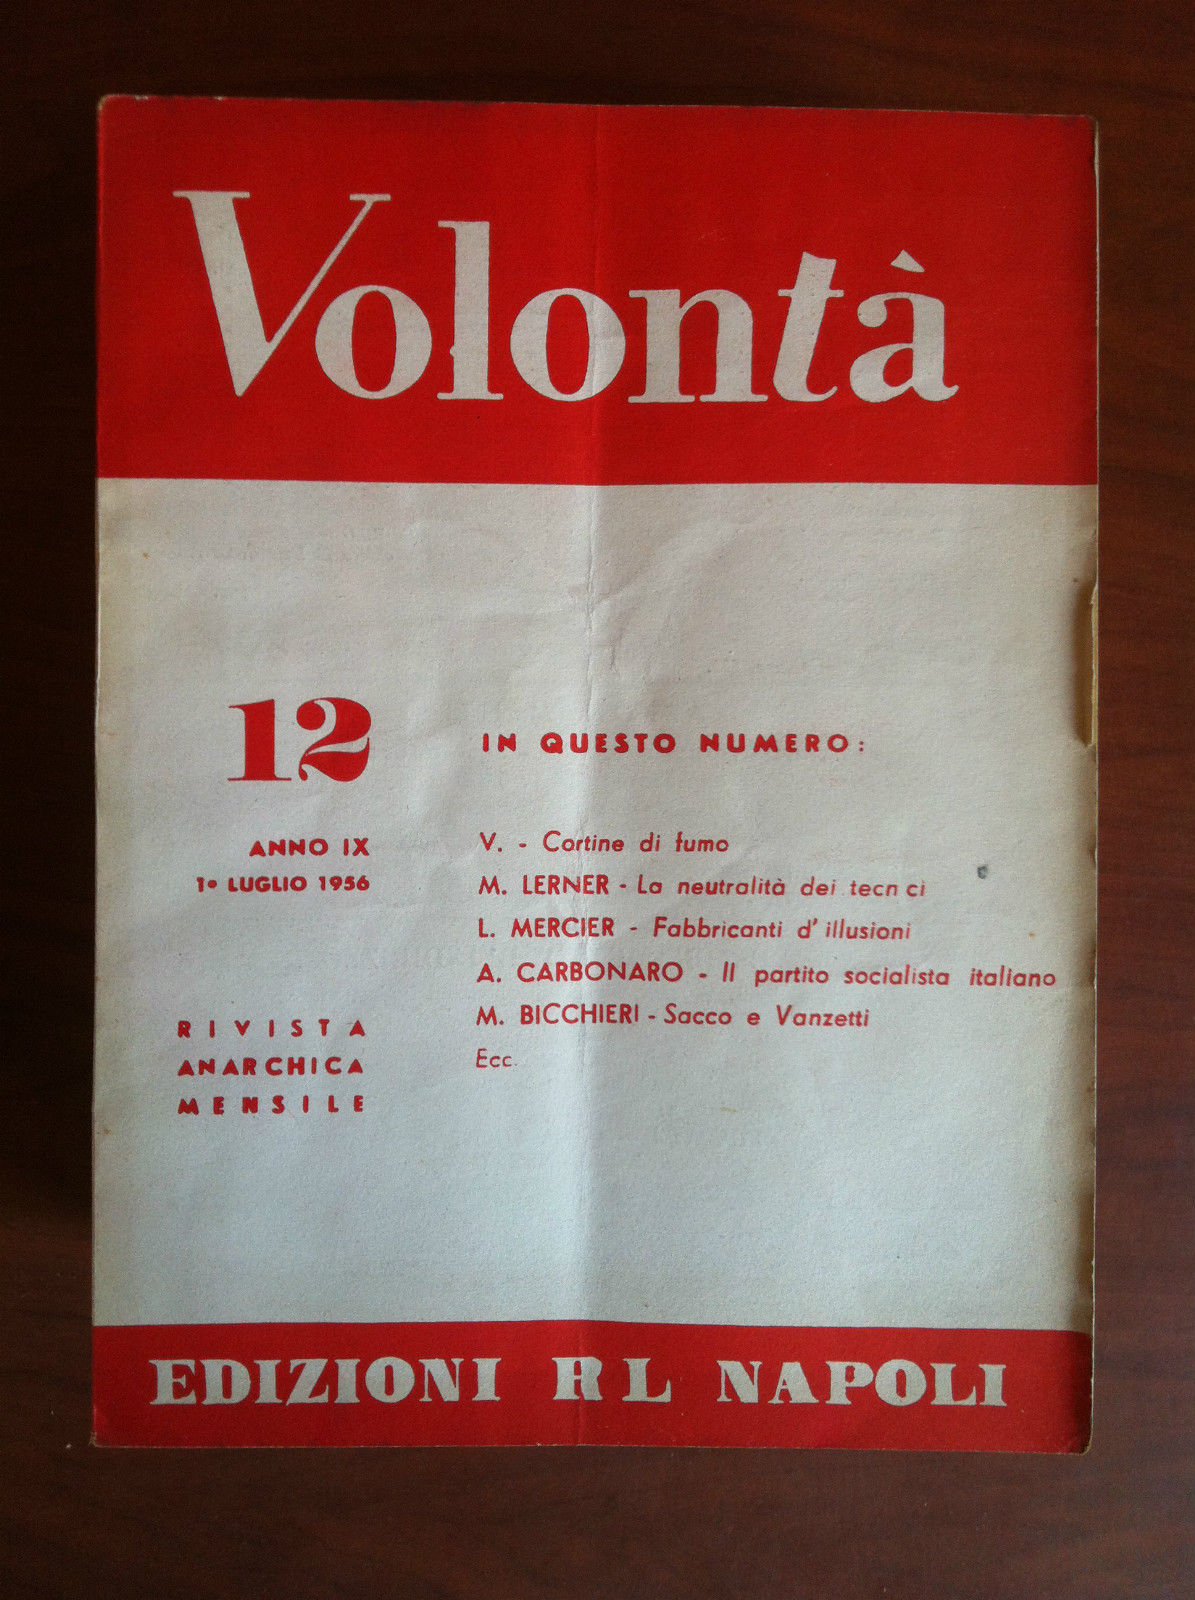 Volontà
12
ANNO IX
1º LUGLIO 1956
RIVISTA
ANARCHICA
MENSILE
IN QUESTO NUMERO:
V. - Cortine di fumo
M. LERNER - La neutralità dei tecn ci
L. MERCIER - Fabbricanti d' illusioni
A. CARBONARO - Il partito socialista italiano
M. BICCHIERI - Sacco e Vanzetti
Ecc.
EDIZIONI RL NAPOLI